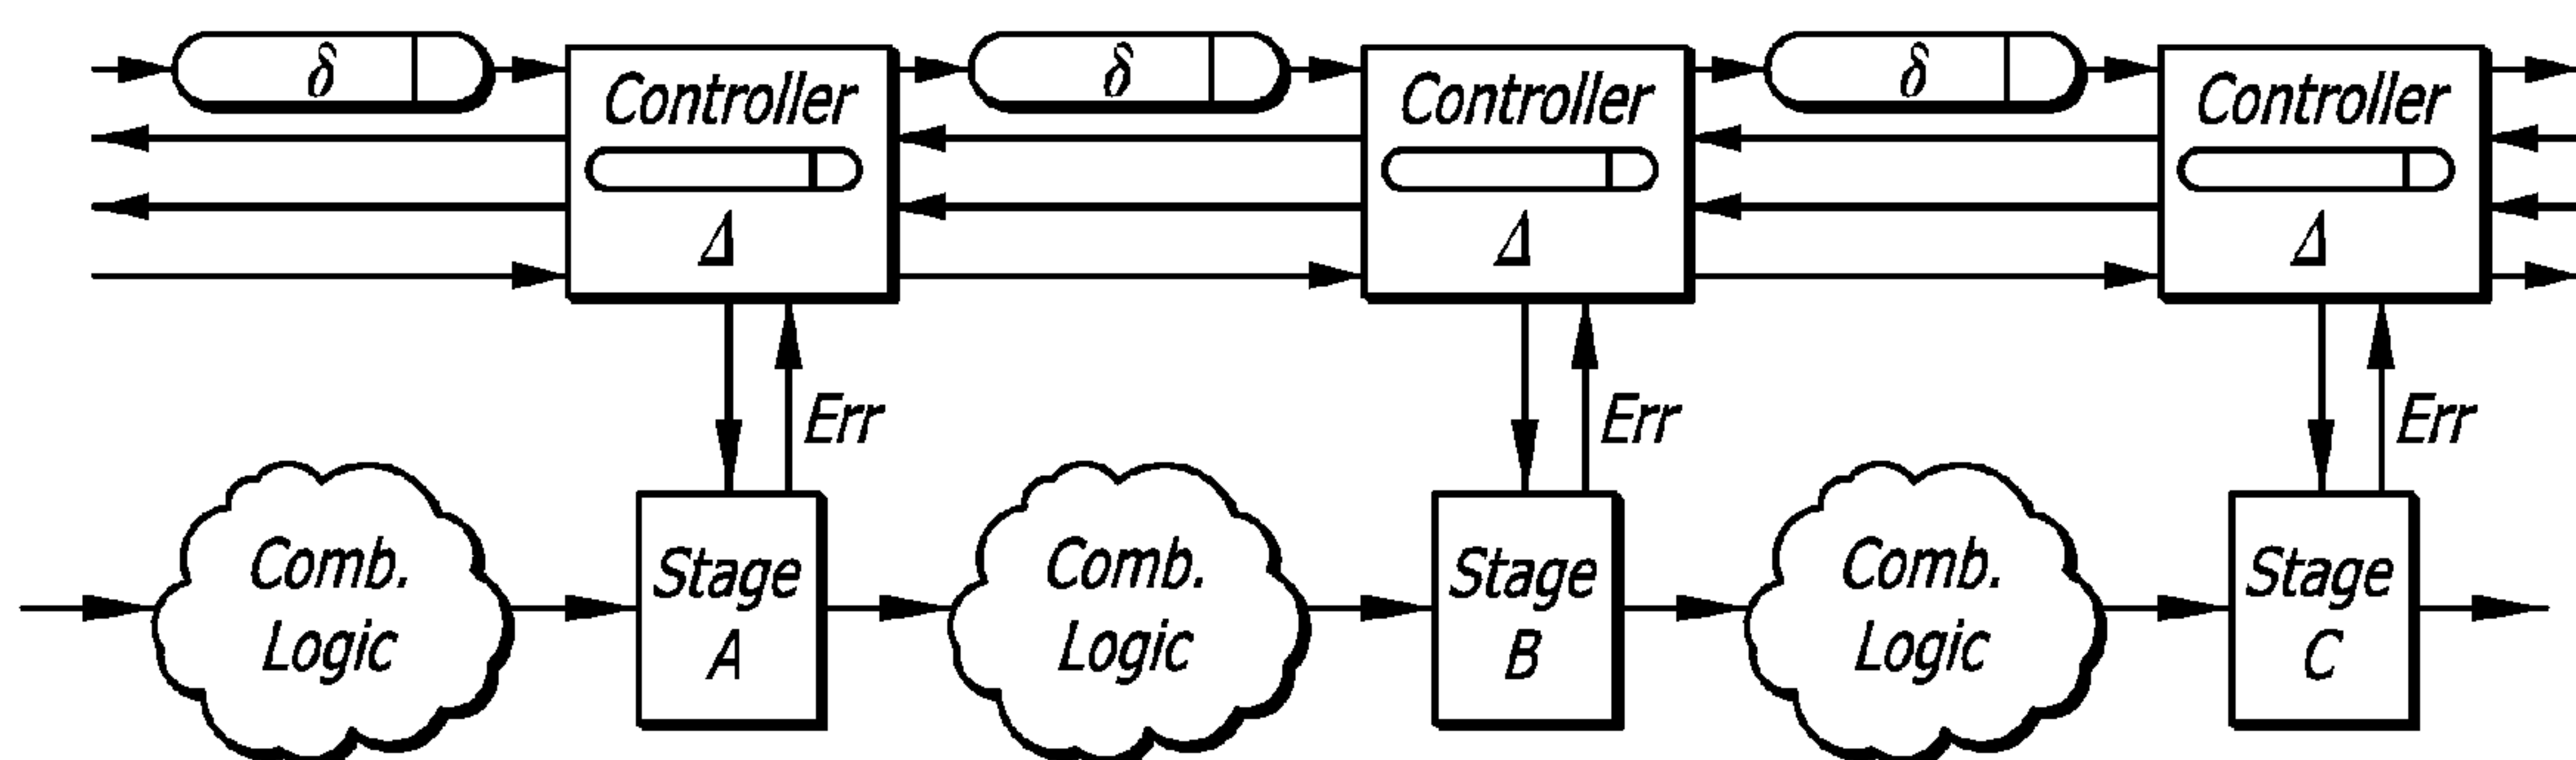 δ
Controller
Δ
δ
Controller
Δ
δ
Controller
Δ
Err
Err
Err
Comb.
Logic
Stage
A
Comb.
Logic
Stage
B
Comb.
Logic
Stage
C